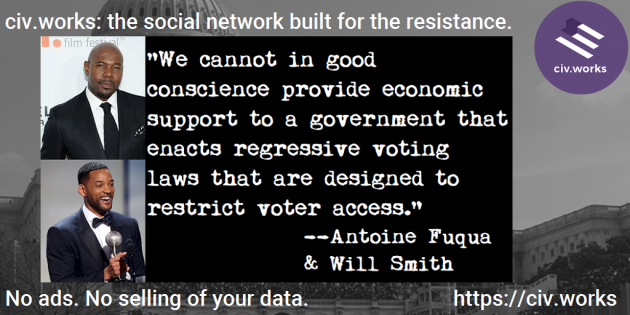 civ.works: the social network built for the resistance.
civ.works
film festival
"We cannot in good
conscience provide economic
support to a government that
enacts regressive voting
laws that are designed to
restrict voter access."
--Antoine Fuqua
& Will Smith
No ads. No selling of your data.
https://civ.works